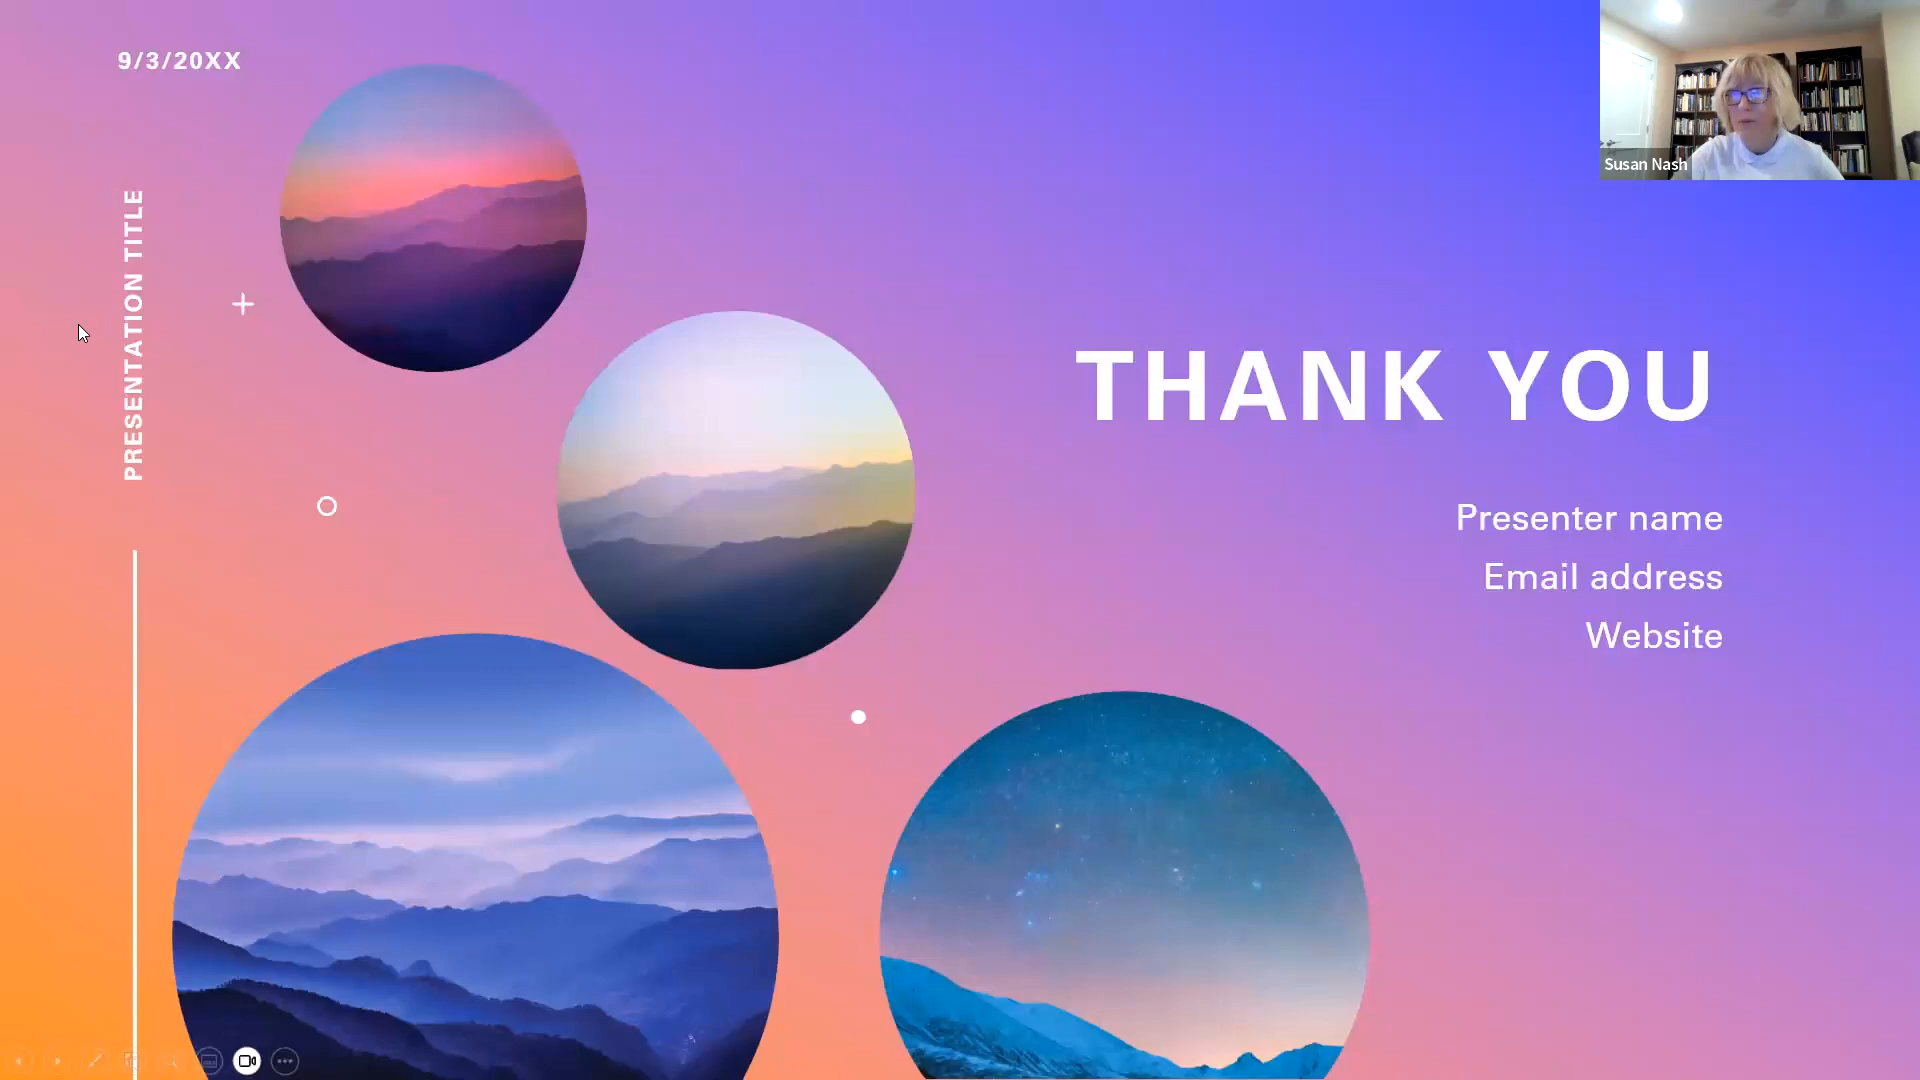 9/3/20XX
PRESENTATION TITLE
THANK YOU
Presenter name
Email address
Website
Susan Nash